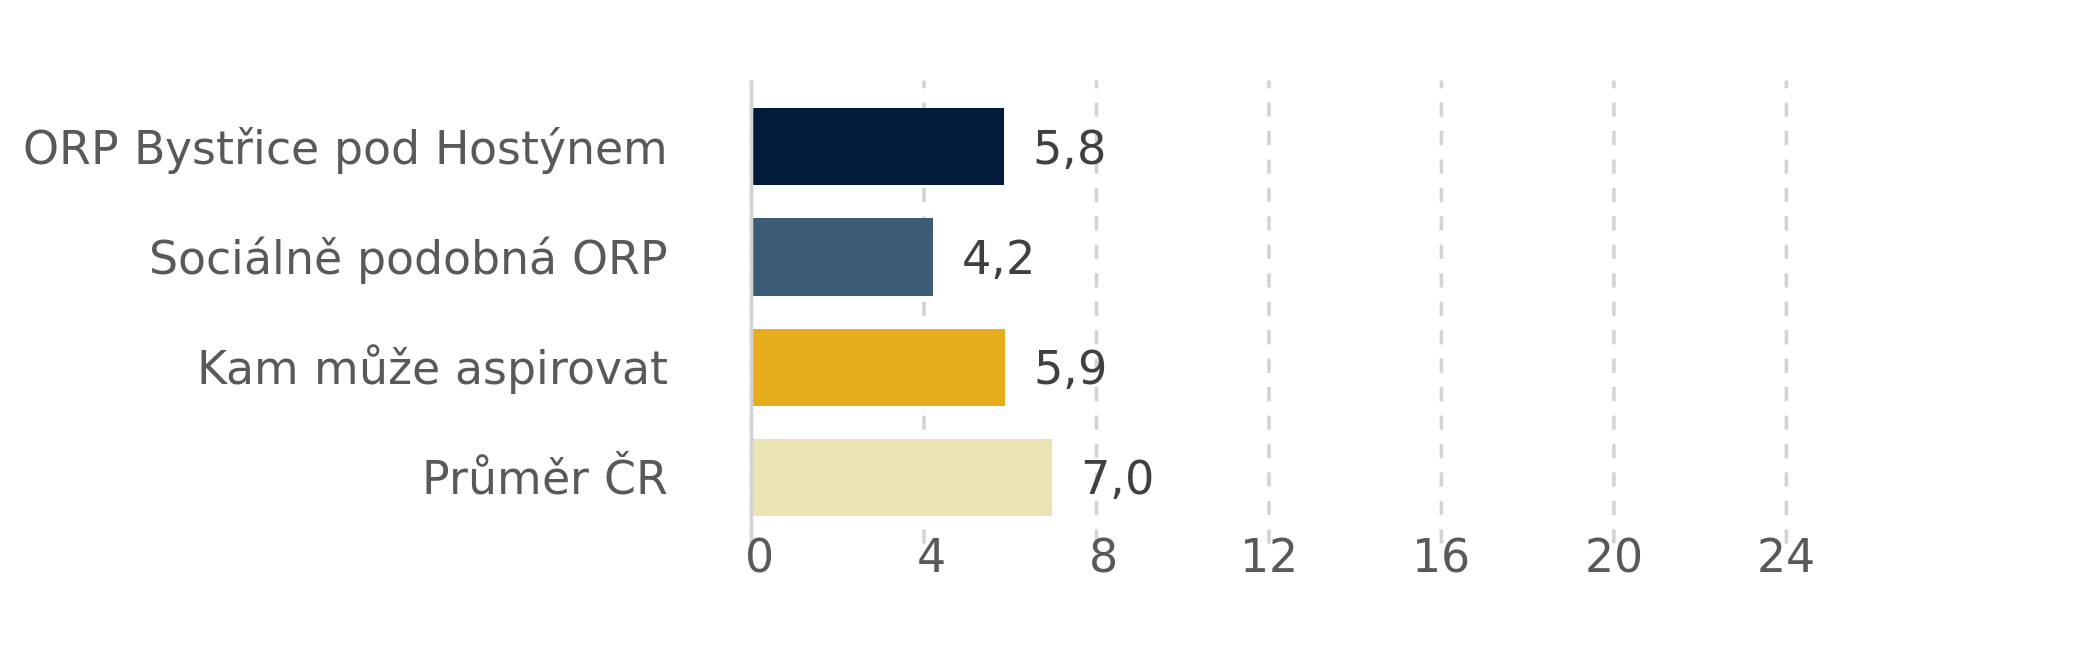 ORP Bystřice pod Hostýnem 5,8
Sociálně podobná ORP 4,2
Kam může aspirovat 5,9
Průměr ČR 7,0
0 4 8 12 16 20 24